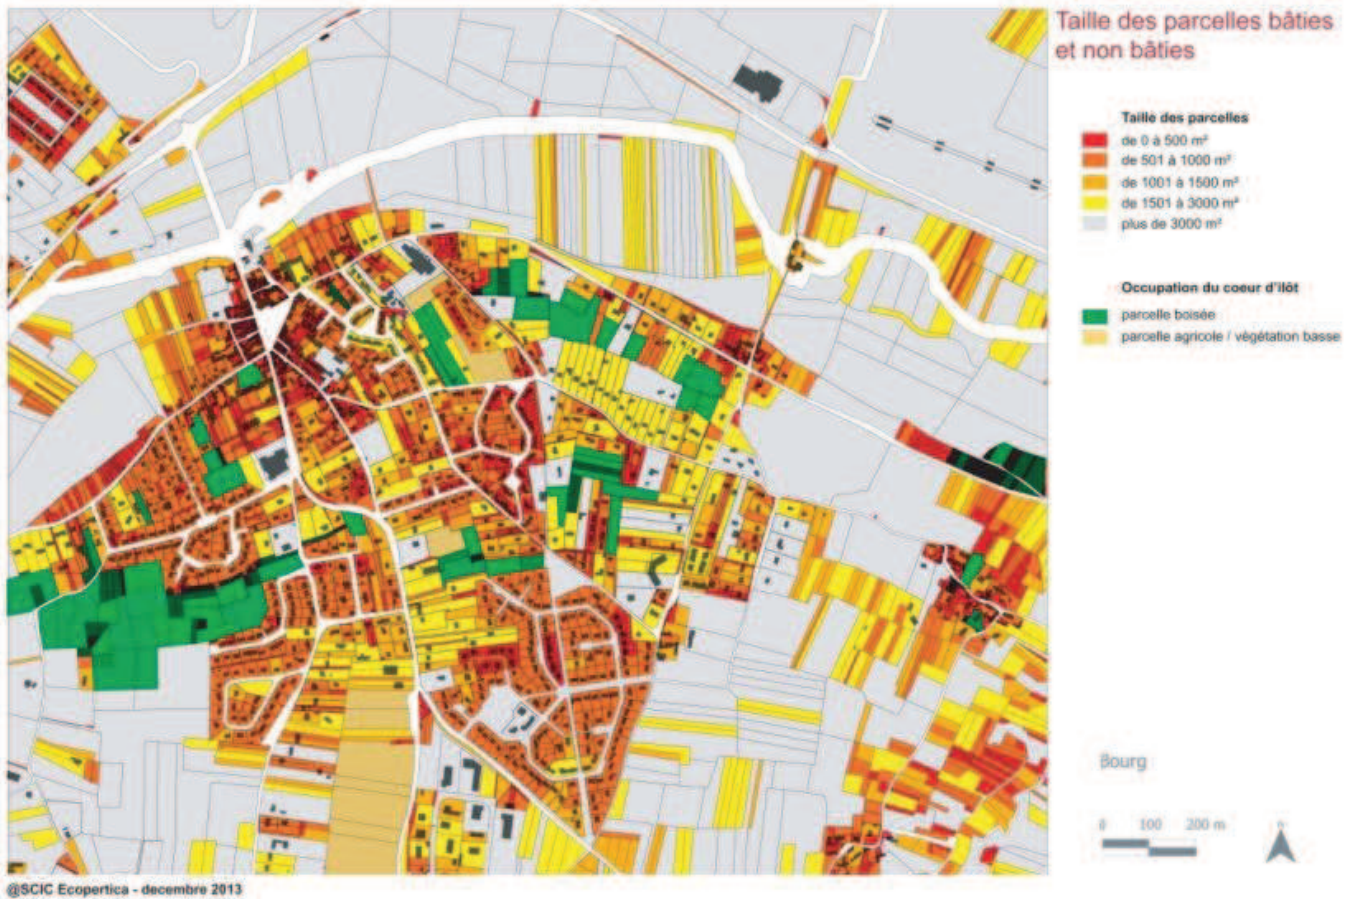 Taille des parcelles bâties
et non bâties
Taille des parcelles
de 0 à 500 m²
de 501 à 1000 m²
de 1001 à 1500 m²
de 1501 à 3000 m²
plus de 3000 m²
Occupation du coeur d'ilôt
parcelle boisée
parcelle agricole / végétation basse
Bourg
0 100 200 m
@SCIC Ecopertica - decembre 2013